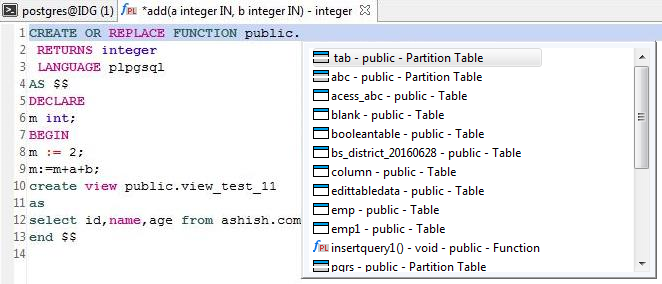 postgres@IDG (1) *add(a integer IN, b integer IN) - integer
1 CREATE OR REPLACE FUNCTION public.
2 RETURNS integer
3 LANGUAGE plpgsql
4 AS $$
5 DECLARE
6 m int;
7 BEGIN
8 m := 2;
9 m:=m+a+b;
10 create view public.view_test_11
11 as
12 select id,name,age from ashish.com
13 end $$
14
tab - public - Partition Table
abc - public - Partition Table
acess_abc - public - Table
blank - public - Table
booleantable - public - Table
bs_district_20160628 - public - Table
column - public - Table
edittabledata - public - Table
emp - public - Table
emp1 - public - Table
PL insertquery1() - void - public - Function
pqrs - public - Partition Table